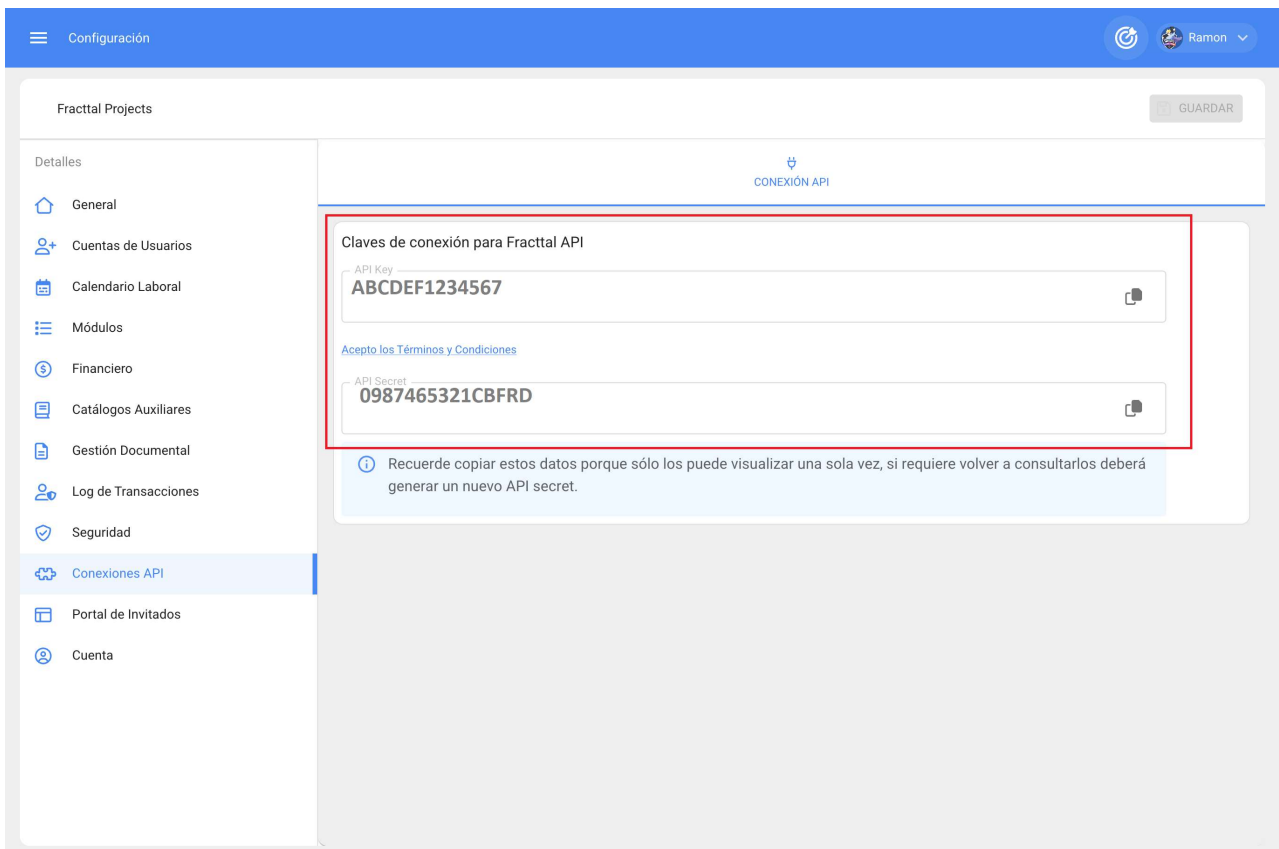 Configuración
Ramon
Fracttal Projects
GUARDAR
Detalles
General
Cuentas de Usuarios
Calendario Laboral
Módulos
Financiero
Catálogos Auxiliares
Gestión Documental
Log de Transacciones
Seguridad
Conexiones API
Portal de Invitados
Cuenta
CONEXIÓN API
Claves de conexión para Fracttal API
API Key
ABCDEF1234567
Acepto los Términos y Condiciones
API Secret
0987465321CBFRD
Recuerde copiar estos datos porque sólo los puede visualizar una sola vez, si requiere volver a consultarlos deberá
generar un nuevo API secret.